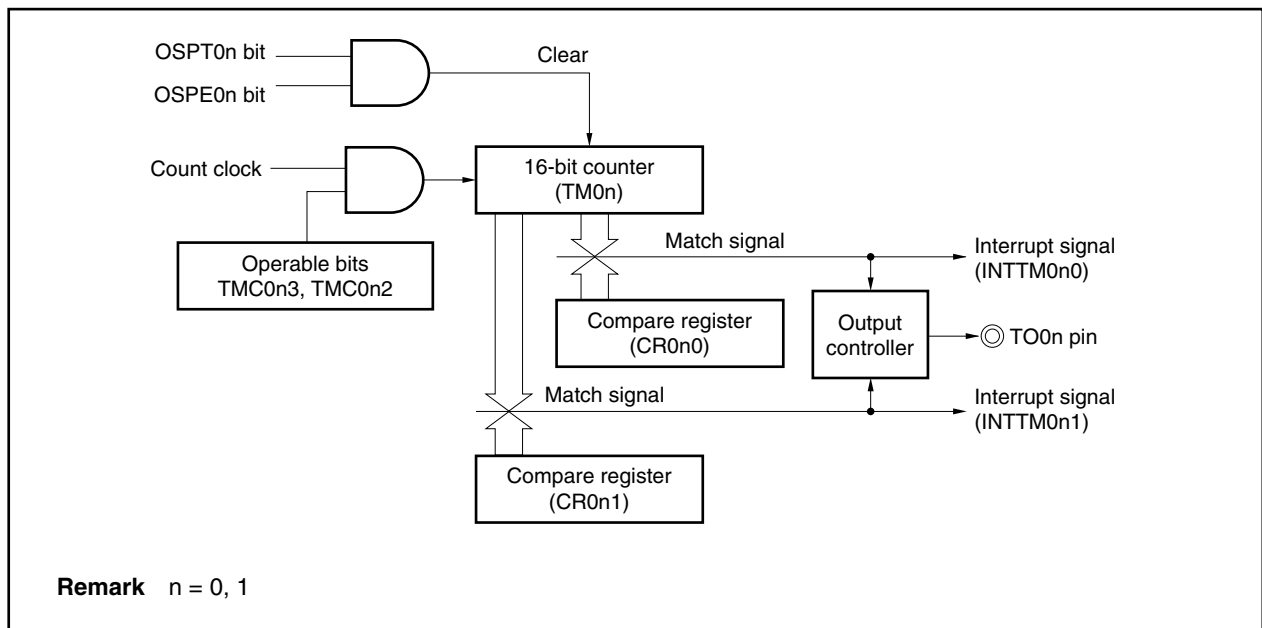 OSPT0n bit
OSPE0n bit
Clear
Count clock
16-bit counter
(TM0n)
Operable bits
TMC0n3, TMC0n2
Match signal
Interrupt signal
(INTTM0n0)
Compare register
(CR0n0)
Output
controller
TO0n pin
Match signal
Interrupt signal
(INTTM0n1)
Compare register
(CR0n1)
Remark n = 0, 1